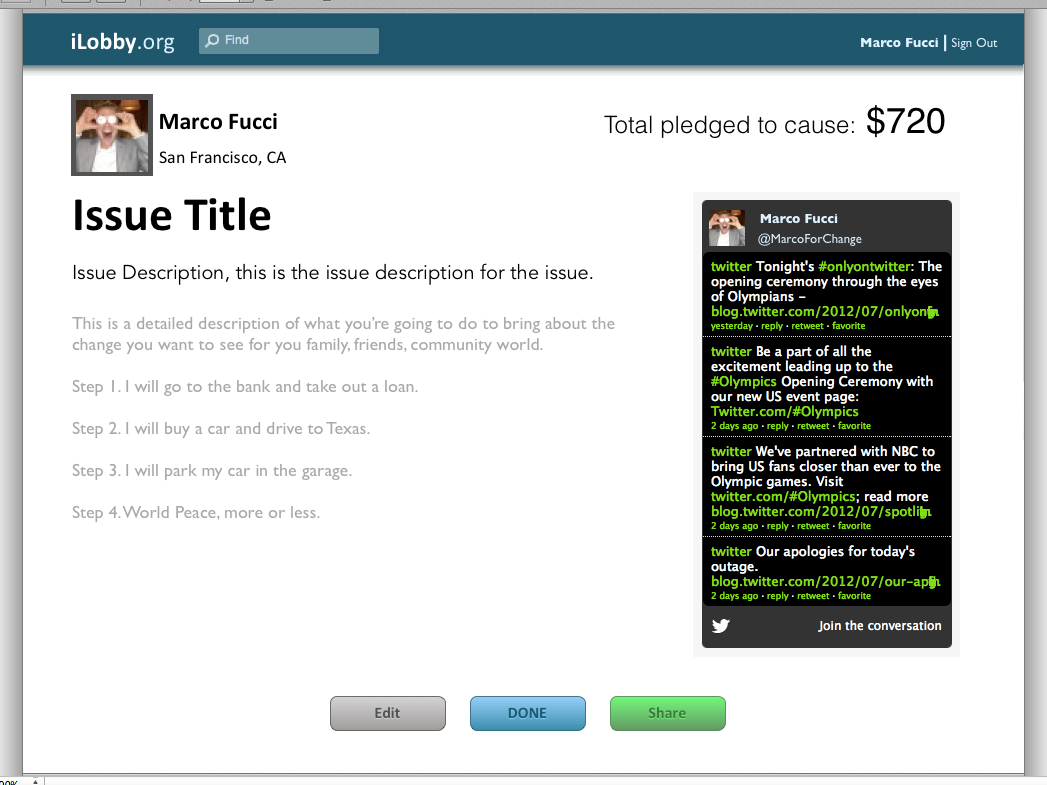 iLobby.org
Find
Marco Fucci | Sign Out
Marco Fucci
San Francisco, CA
Total pledged to cause: $720
Issue Title
Issue Description, this is the issue description for the issue.
This is a detailed description of what you're going to do to bring about the
change you want to see for you family, friends, community world.
Step 1. I will go to the bank and take out a loan.
Step 2. I will buy a car and drive to Texas.
Step 3. I will park my car in the garage.
Step 4. World Peace, more or less.
Marco Fucci
@MarcoForChange
twitter Tonight's #onlyontwitter: The
opening ceremony through the eyes
of Olympians –
blog.twitter.com/2012/07/onlyon
yesterday · reply · retweet · favorite
twitter Be a part of all the
excitement leading up to the
#Olympics Opening Ceremony with
our new US event page:
Twitter.com/#Olympics
2 days ago · reply · retweet · favorite
twitter We've partnered with NBC to
bring US fans closer than ever to the
Olympic games. Visit
twitter.com/#Olympics; read more
blog.twitter.com/2012/07/spotli
2 days ago · reply · retweet · favorite
twitter Our apologies for today's
outage.
blog.twitter.com/2012/07/our-ap
2 days ago · reply · retweet · favorite
Join the conversation
Edit
DONE
Share